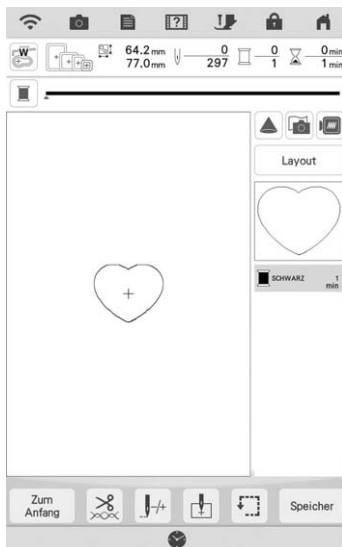 W
64.2 mm
77.0 mm
0
297
0
1
0 min
1 min
Layout
SCHWARZ 1
min
Zum
Anfang
-/+
Speicher